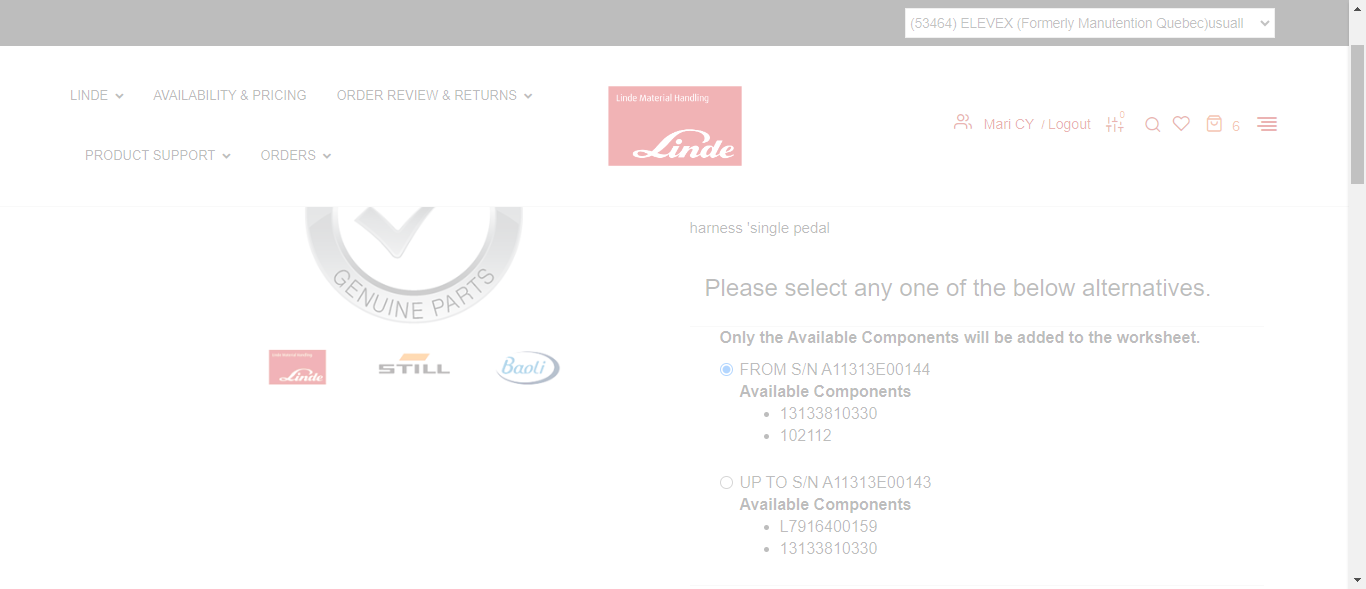 (53464) ELEVEX (Formerly Manutention Quebec)usuall
LINDE
AVAILABILITY & PRICING
ORDER REVIEW & RETURNS
PRODUCT SUPPORT
ORDERS
Linde Material Handling
Linde
Mari CY / Logout
0
6
GENUINE PARTS
Linde Material Handling
Linde
STILL
Baoli
harness 'single pedal
Please select any one of the below alternatives.
Only the Available Components will be added to the worksheet.
FROM S/N A11313E00144
Available Components
13133810330
102112
UP TO S/N A11313E00143
Available Components
L7916400159
13133810330